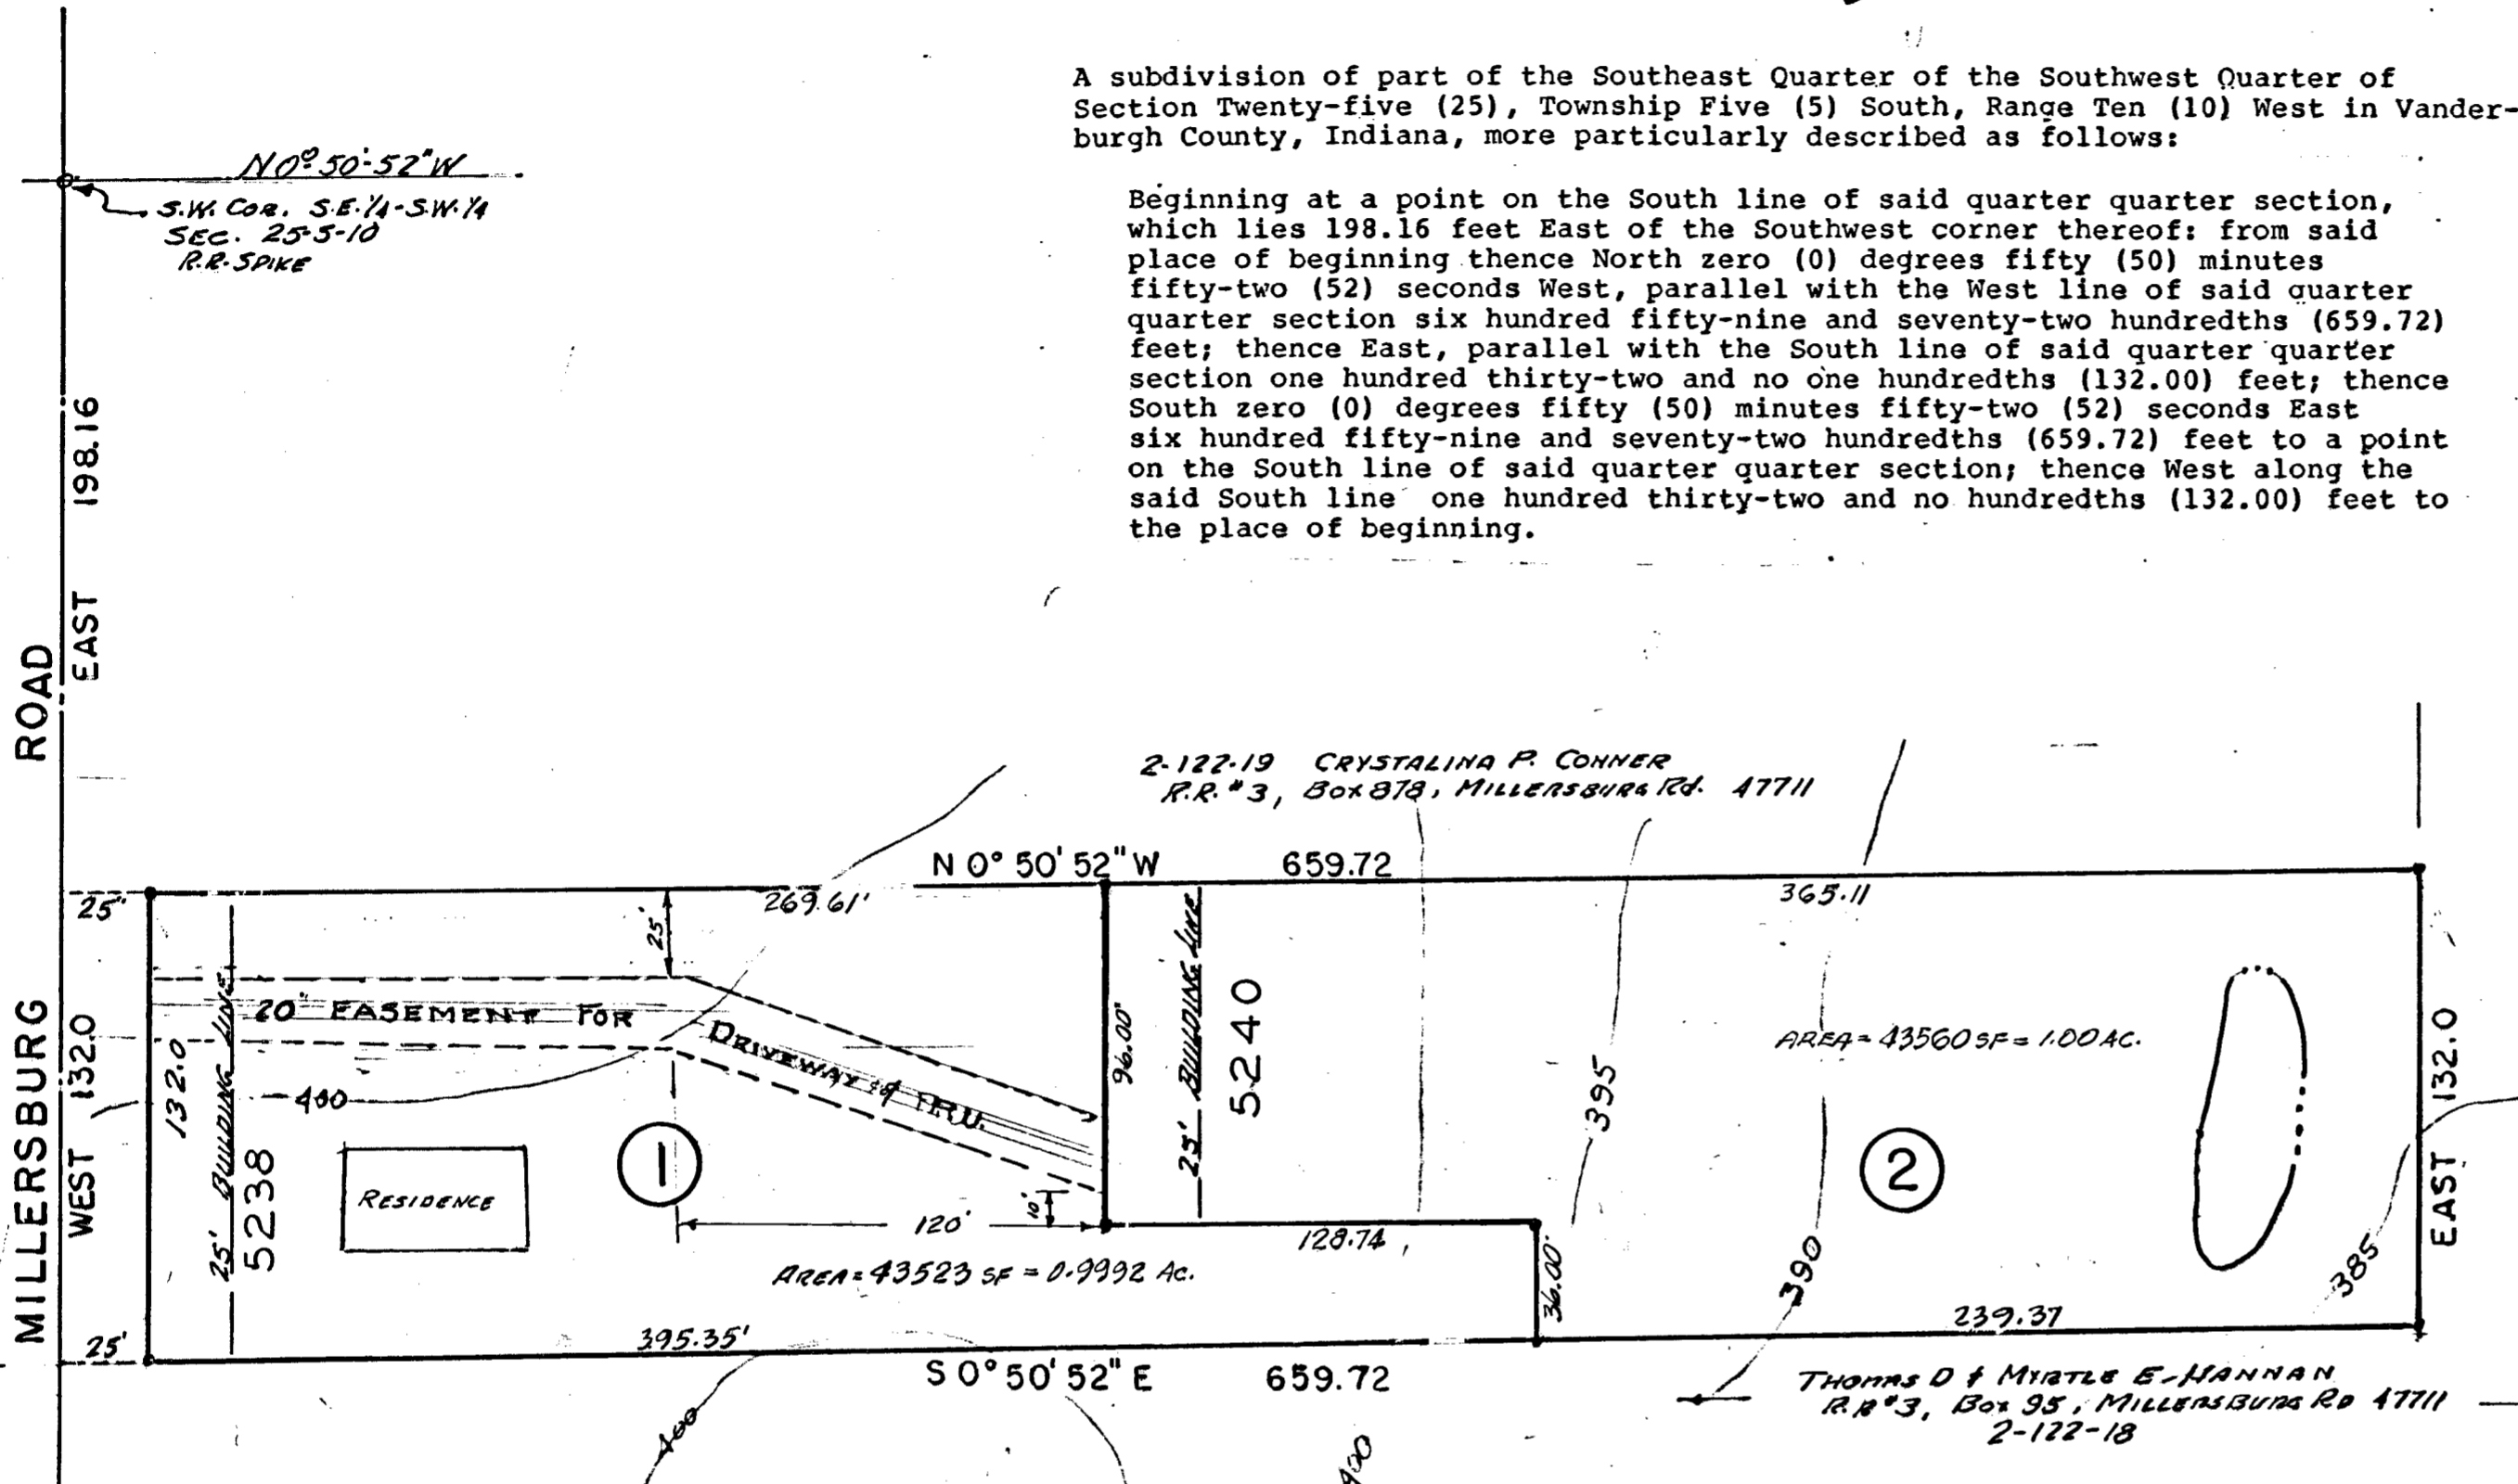 A subdivision of part of the Southeast Quarter of the Southwest Quarter of
Section Twenty-five (25), Township Five (5) South, Range Ten (10) West in Vander-
burgh County, Indiana, more particularly described as follows:
Beginning at a point on the South line of said quarter quarter section,
which lies 198.16 feet East of the Southwest corner thereof: from said
place of beginning thence North zero (0) degrees fifty (50) minutes
fifty-two (52) seconds West, parallel with the West line of said quarter
quarter section six hundred fifty-nine and seventy-two hundredths (659.72)
feet; thence East, parallel with the South line of said quarter quarter
section one hundred thirty-two and no one hundredths (132.00) feet; thence
South zero (0) degrees fifty (50) minutes fifty-two (52) seconds East
six hundred fifty-nine and seventy-two hundredths (659.72) feet to a point
on the South line of said quarter quarter section; thence West along the
said South line one hundred thirty-two and no hundredths (132.00) feet to
the place of beginning.
N0° 50'-52" W
S.W. COR. S.E.1/4-S.W.1/4
SEC. 25-5-10
R.R. SPIKE
EAST 198.16
MILLERSBURG ROAD
WEST 132.0
2-122-19 CRYSTALINA P. CONNER
R.R. #3, BOX 878, MILLERSBURG Rd. 47711
N 0° 50' 52" W 659.72
25'
269.61'
365.11
25'
20' EASEMENT FOR
DRIVEWAY & P.U.
132.0
25' BUILDING LINE
5238
400
RESIDENCE
1
96.00'
25' BUILDING LINE
5240
395
AREA = 43560 SF = 1.00 AC.
2
EAST 132.0
10'
120'
128.74
AREA = 43523 SF = 0.9992 AC.
36.00'
390
385
239.37
25'
395.35'
S 0° 50' 52" E 659.72
THOMAS D & MYRTLE E. HANNAN
R.R #3, BOX 95, MILLERSBURG RD 47711
2-122-18
400
400